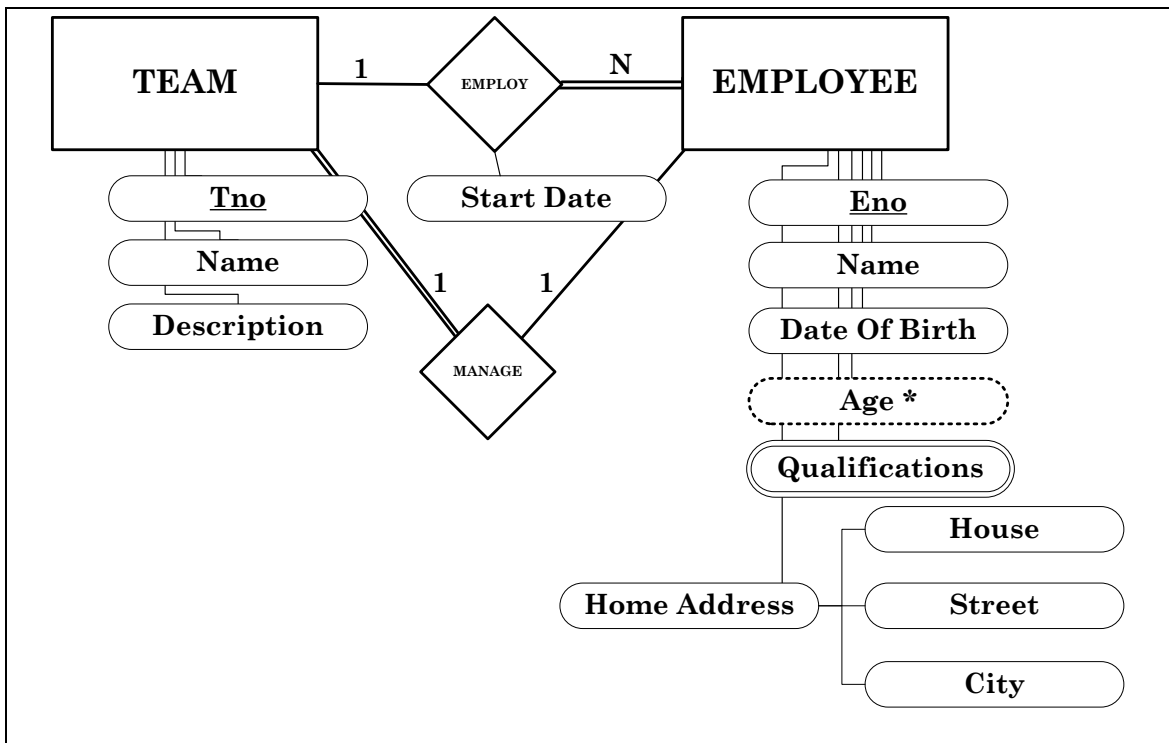 TEAM
1
EMPLOY
N
EMPLOYEE
Tno
Name
Description
Start Date
1
1
MANAGE
Eno
Name
Date Of Birth
Age *
Qualifications
Home Address
House
Street
City